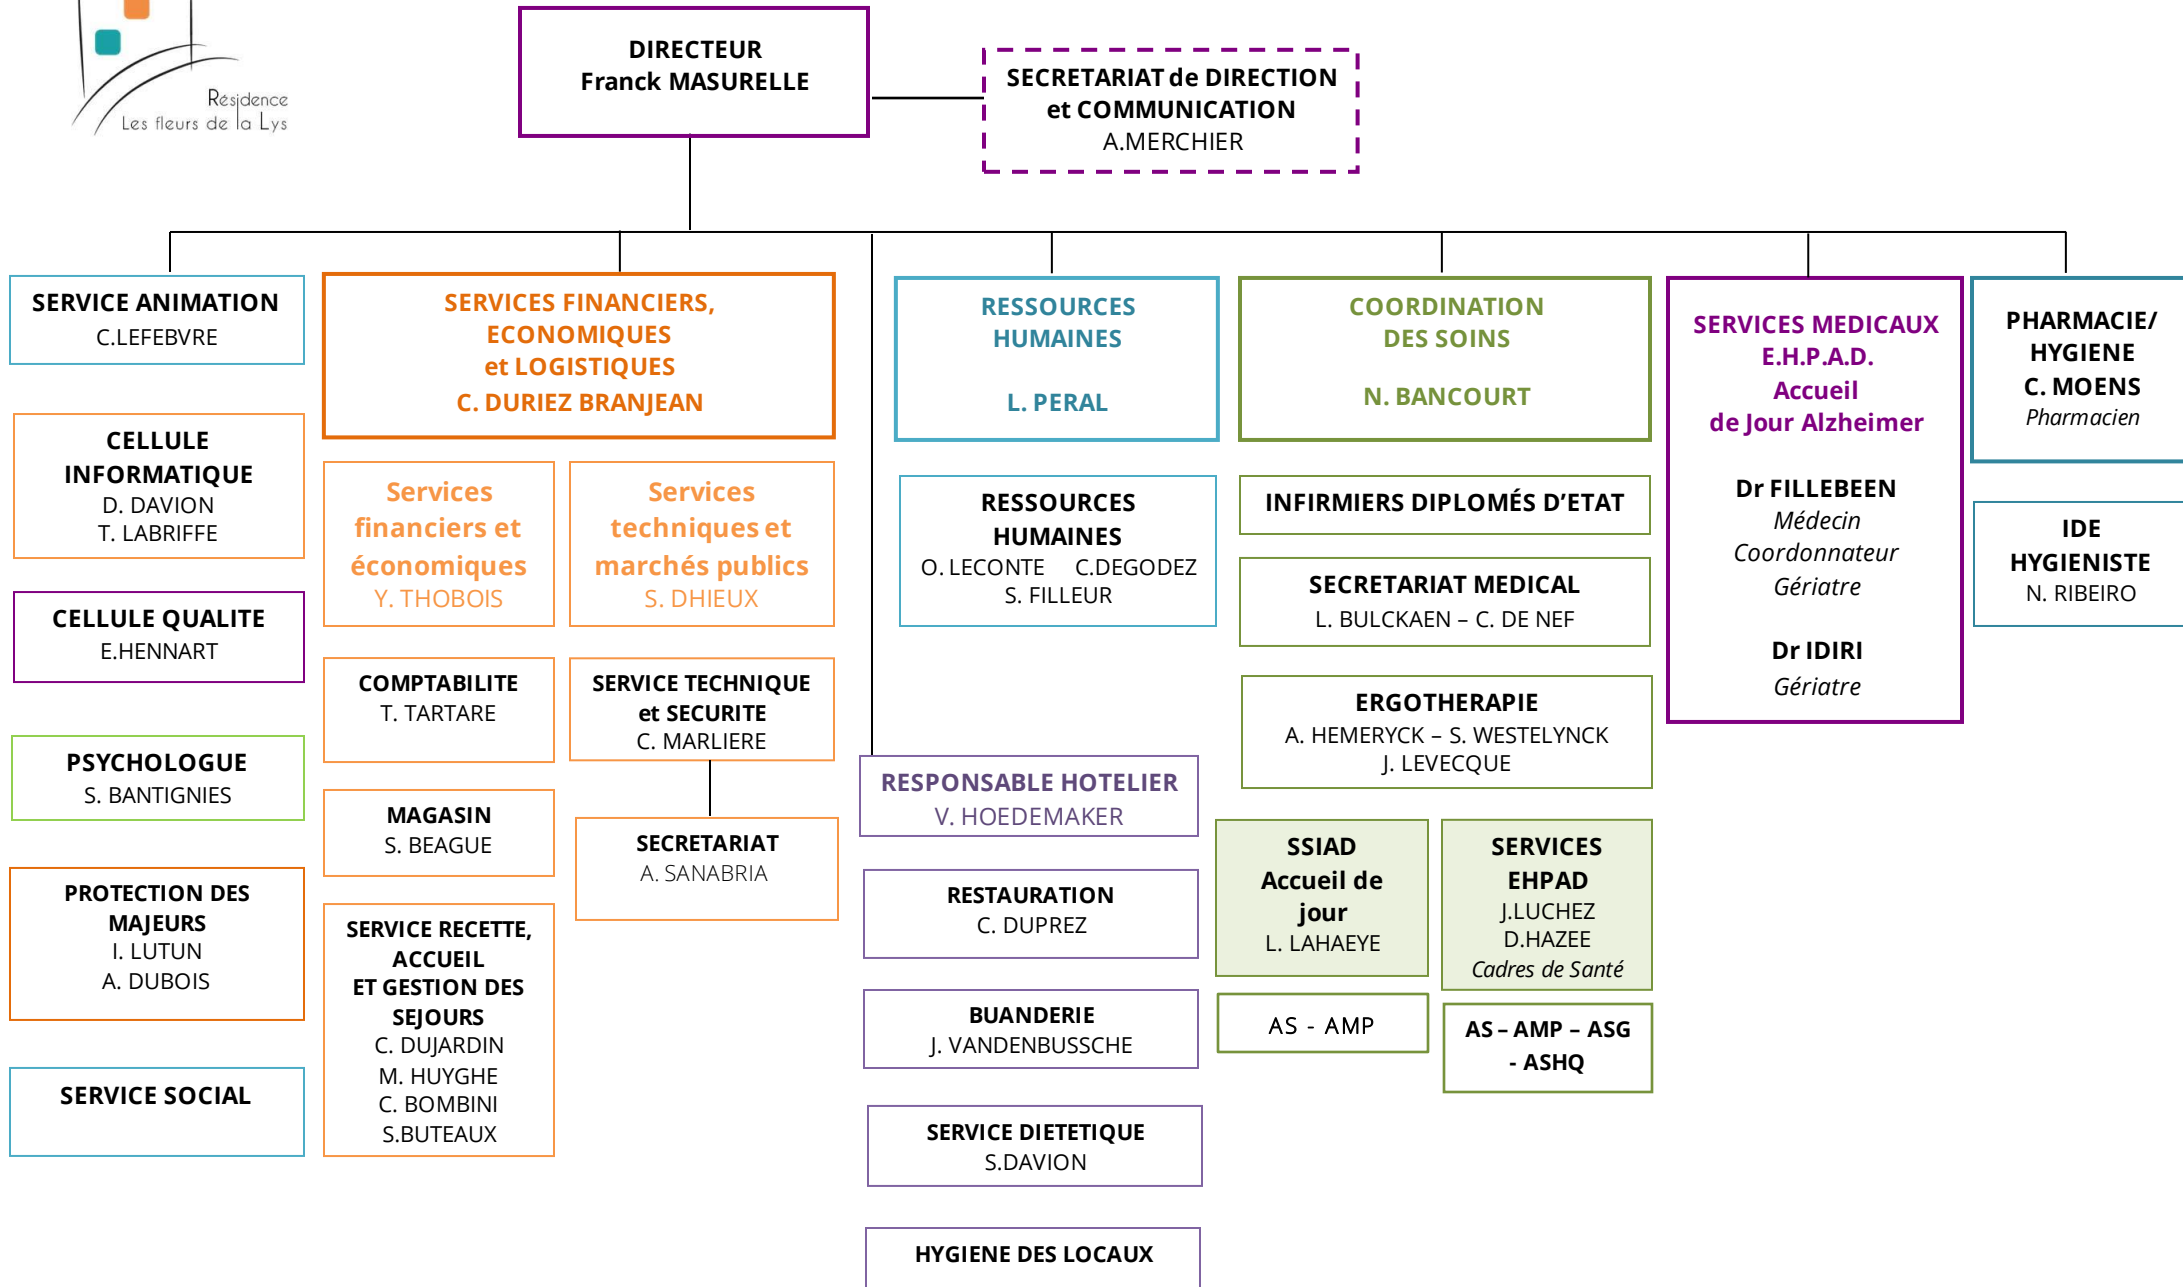 Résidence
Les fleurs de la Lys
DIRECTEUR
Franck MASURELLE
SECRETARIAT de DIRECTION
et COMMUNICATION
A.MERCHIER
SERVICE ANIMATION
C.LEFEBVRE
CELLULE
INFORMATIQUE
D. DAVION
T. LABRIFFE
CELLULE QUALITE
E.HENNART
PSYCHOLOGUE
S. BANTIGNIES
PROTECTION DES
MAJEURS
I. LUTUN
A. DUBOIS
SERVICE SOCIAL
SERVICES FINANCIERS,
ECONOMIQUES
et LOGISTIQUES
C. DURIEZ BRANJEAN
Services
financiers et
économiques
Y. THOBOIS
COMPTABILITE
T. TARTARE
MAGASIN
S. BEAGUE
SERVICE RECETTE,
ACCUEIL
ET GESTION DES
SEJOURS
C. DUJARDIN
M. HUYGHE
C. BOMBINI
S.BUTEAUX
Services
techniques et
marchés publics
S. DHIEUX
SERVICE TECHNIQUE
et SECURITE
C. MARLIERE
SECRETARIAT
A. SANABRIA
RESSOURCES
HUMAINES
L. PERAL
RESSOURCES
HUMAINES
O. LECONTE C.DEGODEZ
S. FILLEUR
RESPONSABLE HOTELIER
V. HOEDEMAKER
RESTAURATION
C. DUPREZ
BUANDERIE
J. VANDENBUSSCHE
SERVICE DIETETIQUE
S.DAVION
HYGIENE DES LOCAUX
COORDINATION
DES SOINS
N. BANCOURT
INFIRMIERS DIPLOMÉS D’ETAT
SECRETARIAT MEDICAL
L. BULCKAEN – C. DE NEF
ERGOTHERAPIE
A. HEMERYCK – S. WESTELYNCK
J. LEVECQUE
SSIAD
Accueil de
jour
L. LAHAEYE
AS - AMP
SERVICES
EHPAD
J.LUCHEZ
D.HAZEE
Cadres de Santé
AS – AMP – ASG
- ASHQ
SERVICES MEDICAUX
E.H.P.A.D.
Accueil
de Jour Alzheimer
Dr FILLEBEEN
Médecin
Coordonnateur
Gériatre
Dr IDIRI
Gériatre
PHARMACIE/
HYGIENE
C. MOENS
Pharmacien
IDE
HYGIENISTE
N. RIBEIRO